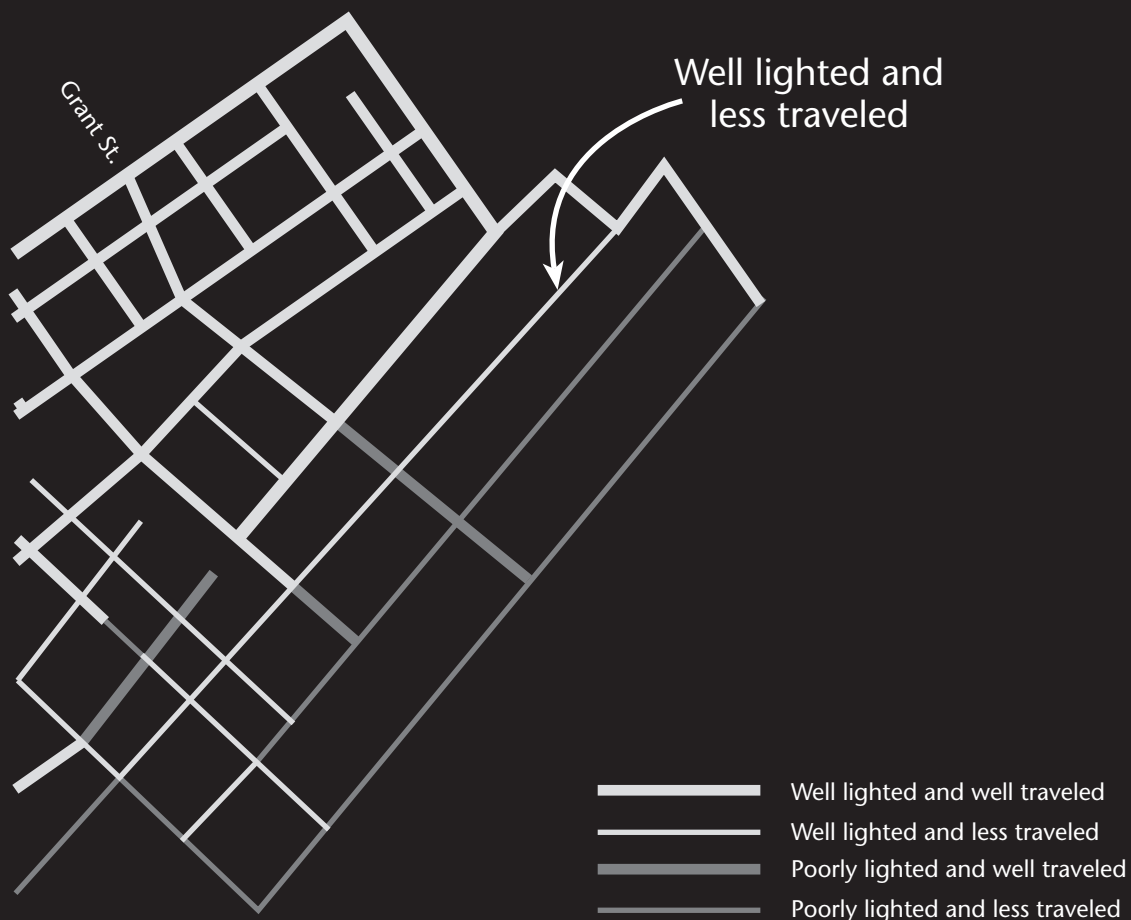 Grant St.
Well lighted and
less traveled
Well lighted and well traveled
Well lighted and less traveled
Poorly lighted and well traveled
Poorly lighted and less traveled